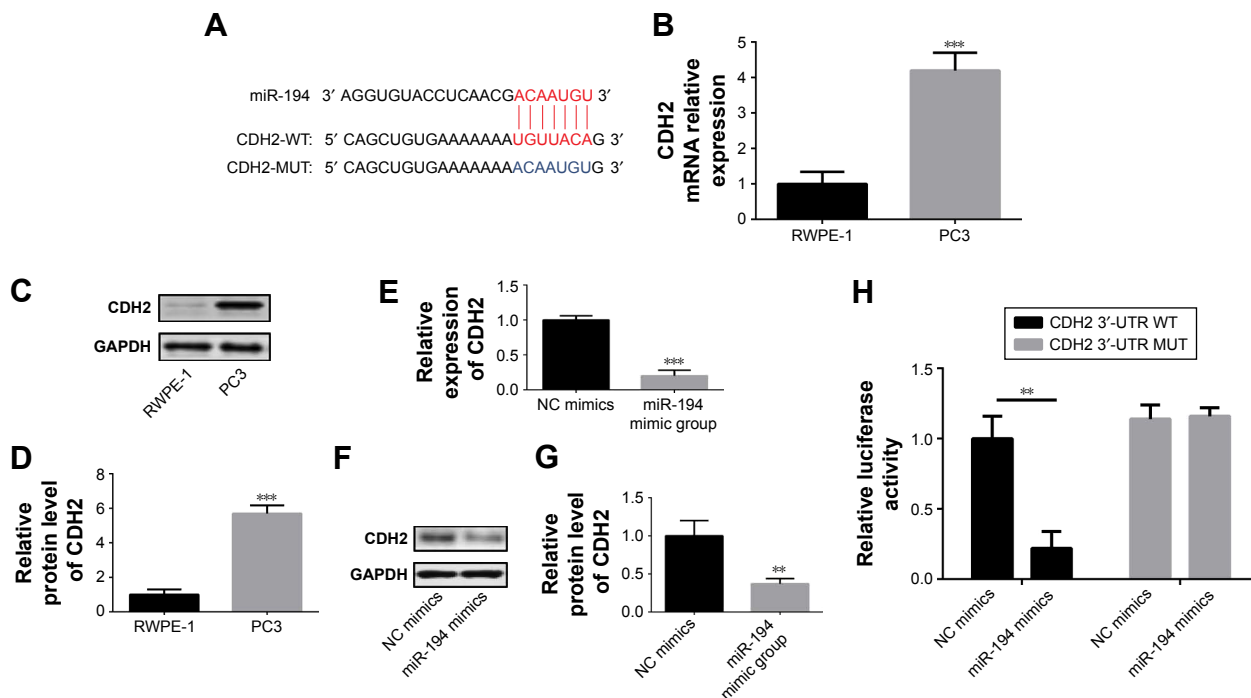 A
miR-194 3′ AGGUGUACCUCAACGACAAUGU 3′
CDH2-WT: 5′ CAGCUGUGAAAAAAAUGUUACAG 3′
CDH2-MUT: 5′ CAGCUGUGAAAAAAAACAAUGUG 3′
B
CDH2
mRNA relative
expression
5
4
3
2
1
0
***
RWPE-1
PC3
C
CDH2
GAPDH
RWPE-1
PC3
D
Relative
protein level
of CDH2
8
6
4
2
0
***
RWPE-1
PC3
E
Relative
expression
of CDH2
1.5
1.0
0.5
0.0
***
NC mimics
miR-194
mimic group
F
CDH2
GAPDH
NC mimics
miR-194 mimics
G
Relative
protein level
of CDH2
1.5
1.0
0.5
0.0
**
NC mimics
miR-194
mimic group
H
CDH2 3′-UTR WT
CDH2 3′-UTR MUT
Relative luciferase
activity
1.5
1.0
0.5
0.0
**
NC mimics
miR-194 mimics
NC mimics
miR-194 mimics